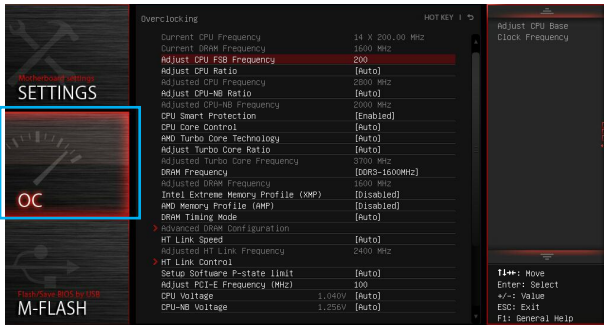 Motherboard settings
SETTINGS
OC
Flash/Save BIOS by USB
M-FLASH
Overclocking
HOT KEY
Current CPU Frequency 14 X 200.00 MHz
Current DRAM Frequency 1600 MHz
Adjust CPU FSB Frequency 200
Adjust CPU Ratio [Auto]
Adjusted CPU Frequency 2800 MHz
Adjust CPU-NB Ratio [Auto]
Adjusted CPU-NB Frequency 2000 MHz
CPU Smart Protection [Enabled]
CPU Core Control [Auto]
AMD Turbo Core Technology [Auto]
Adjust Turbo Core Ratio [Auto]
Adjusted Turbo Core Frequency 3700 MHz
DRAM Frequency [DDR3-1600MHz]
Adjusted DRAM Frequency 1600 MHz
Intel Extreme Memory Profile (XMP) [Disabled]
AMD Memory Profile (AMP) [Disabled]
DRAM Timing Mode [Auto]
> Advanced DRAM Configuration
HT Link Speed [Auto]
Adjusted HT Link Frequency 2400 MHz
> HT Link Control
Setup Software P-state limit [Auto]
Adjust PCI-E Frequency (MHz) 100
CPU Voltage 1.040V [Auto]
CPU-NB Voltage 1.256V [Auto]
Adjust CPU Base
Clock Frequency
↑↓→←: Move
Enter: Select
+/-: Value
ESC: Exit
F1: General Help